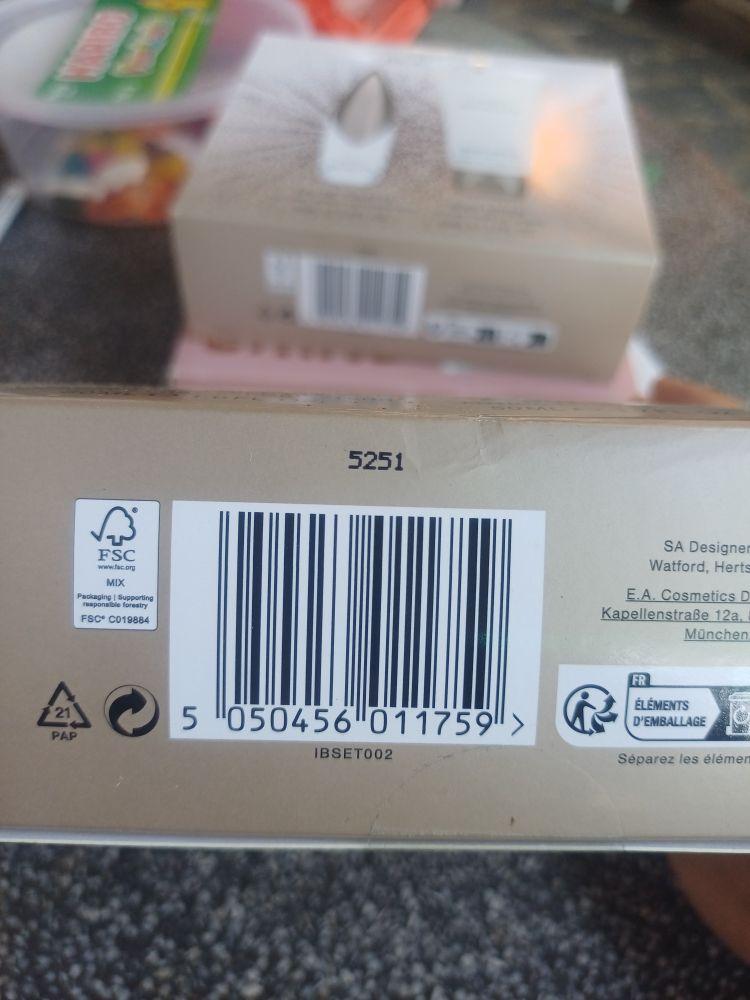 HARIBO
5251
FSC
www.fsc.org
MIX
Packaging | Supporting
responsible forestry
FSC® C019884
SA Designer
Watford, Herts
E.A. Cosmetics D
Kapellenstraße 12a,
München
21
PAP
5 050456 011759 >
IBSET002
FR
ÉLÉMENTS
D'EMBALLAGE
Séparez les élémen